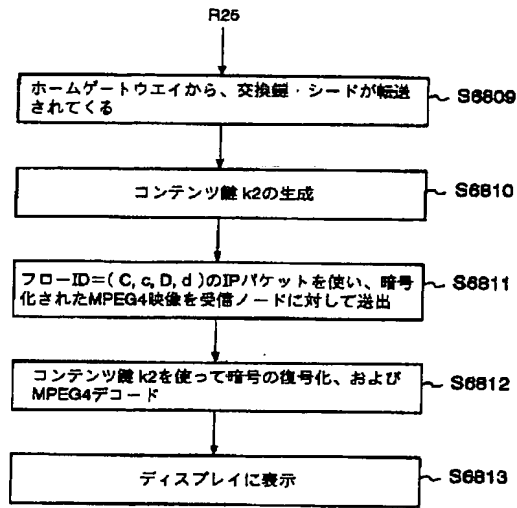 R25
ホームゲートウエイから、交換鍵・シードが転送
されてくる
S6809
コンテンツ鍵 k2の生成
S6810
フローID=( C, c, D, d )のIPパケットを使い、暗号
化されたMPEG4映像を受信ノードに対して送出
S6811
コンテンツ鍵 k2を使って暗号の復号化、および
MPEG4デコード
S6812
ディスプレイに表示
S6813